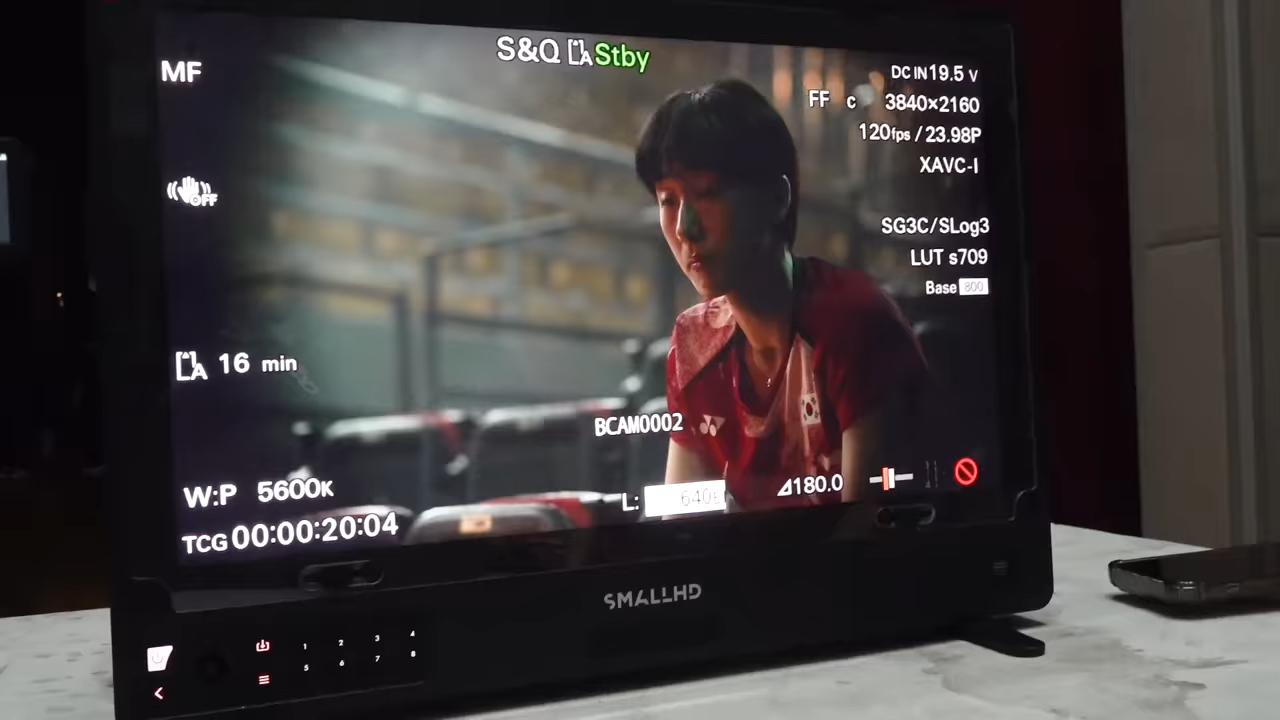 S&Q Stby
MF
DC IN 19.5 V
FF C 3840×2160
120fps / 23.98P
XAVC-I
OFF
SG3C/SLog3
LUT s709
Base 800
A 16 min
BCAM0002
W:P 5600K
L: 640
180.0
TCG 00:00:20:04
SMALLHD
1 2 3 4
5 6 7 8